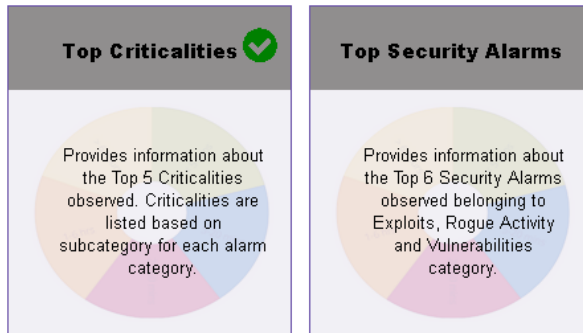 Top Criticalities
Provides information about
the Top 5 Criticalities
observed. Criticalities are
listed based on
subcategory for each alarm
category.
Top Security Alarms
Provides information about
the Top 6 Security Alarms
observed belonging to
Exploits, Rogue Activity
and Vulnerabilities
category.